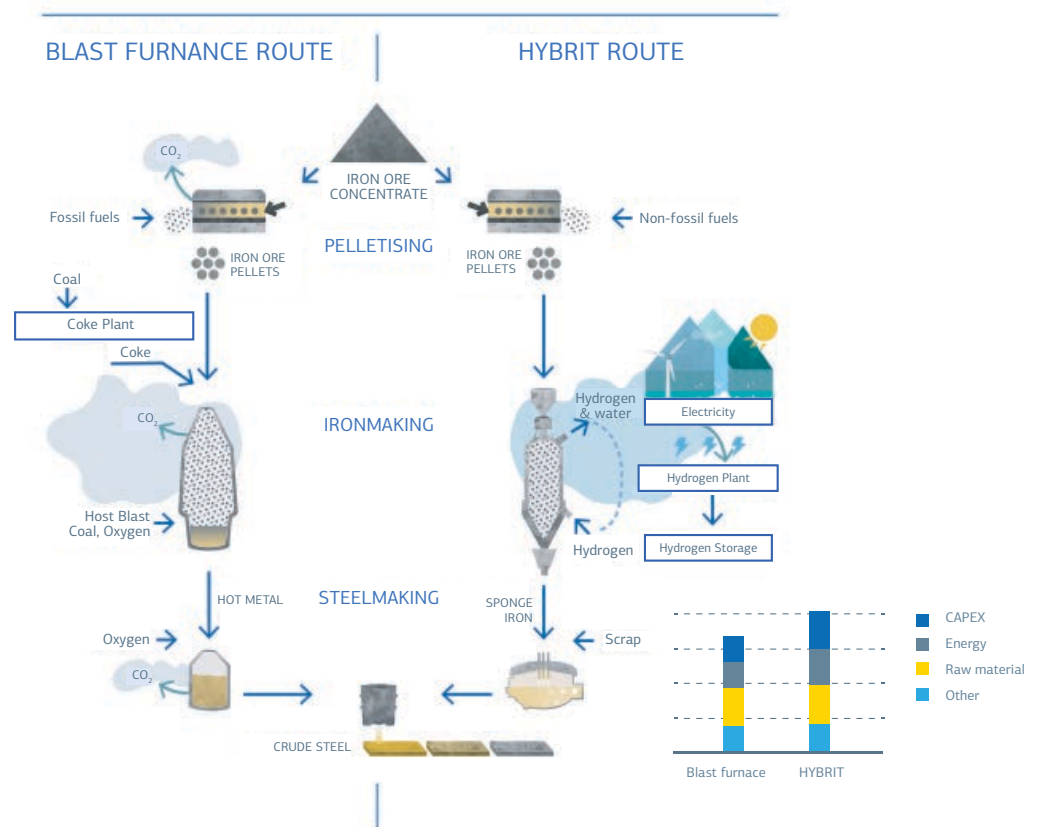 BLAST FURNANCE ROUTE
HYBRIT ROUTE
CO2
IRON ORE
CONCENTRATE
Fossil fuels
Non-fossil fuels
PELLETISING
IRON ORE
PELLETS
IRON ORE
PELLETS
Coal
Coke Plant
Coke
CO2
IRONMAKING
Hydrogen
& water
Electricity
Hydrogen Plant
Host Blast
Coal, Oxygen
Hydrogen
Hydrogen Storage
HOT METAL
STEELMAKING
SPONGE
IRON
Oxygen
Scrap
CO2
CRUDE STEEL
CAPEX
Energy
Raw material
Other
Blast furnace
HYBRIT